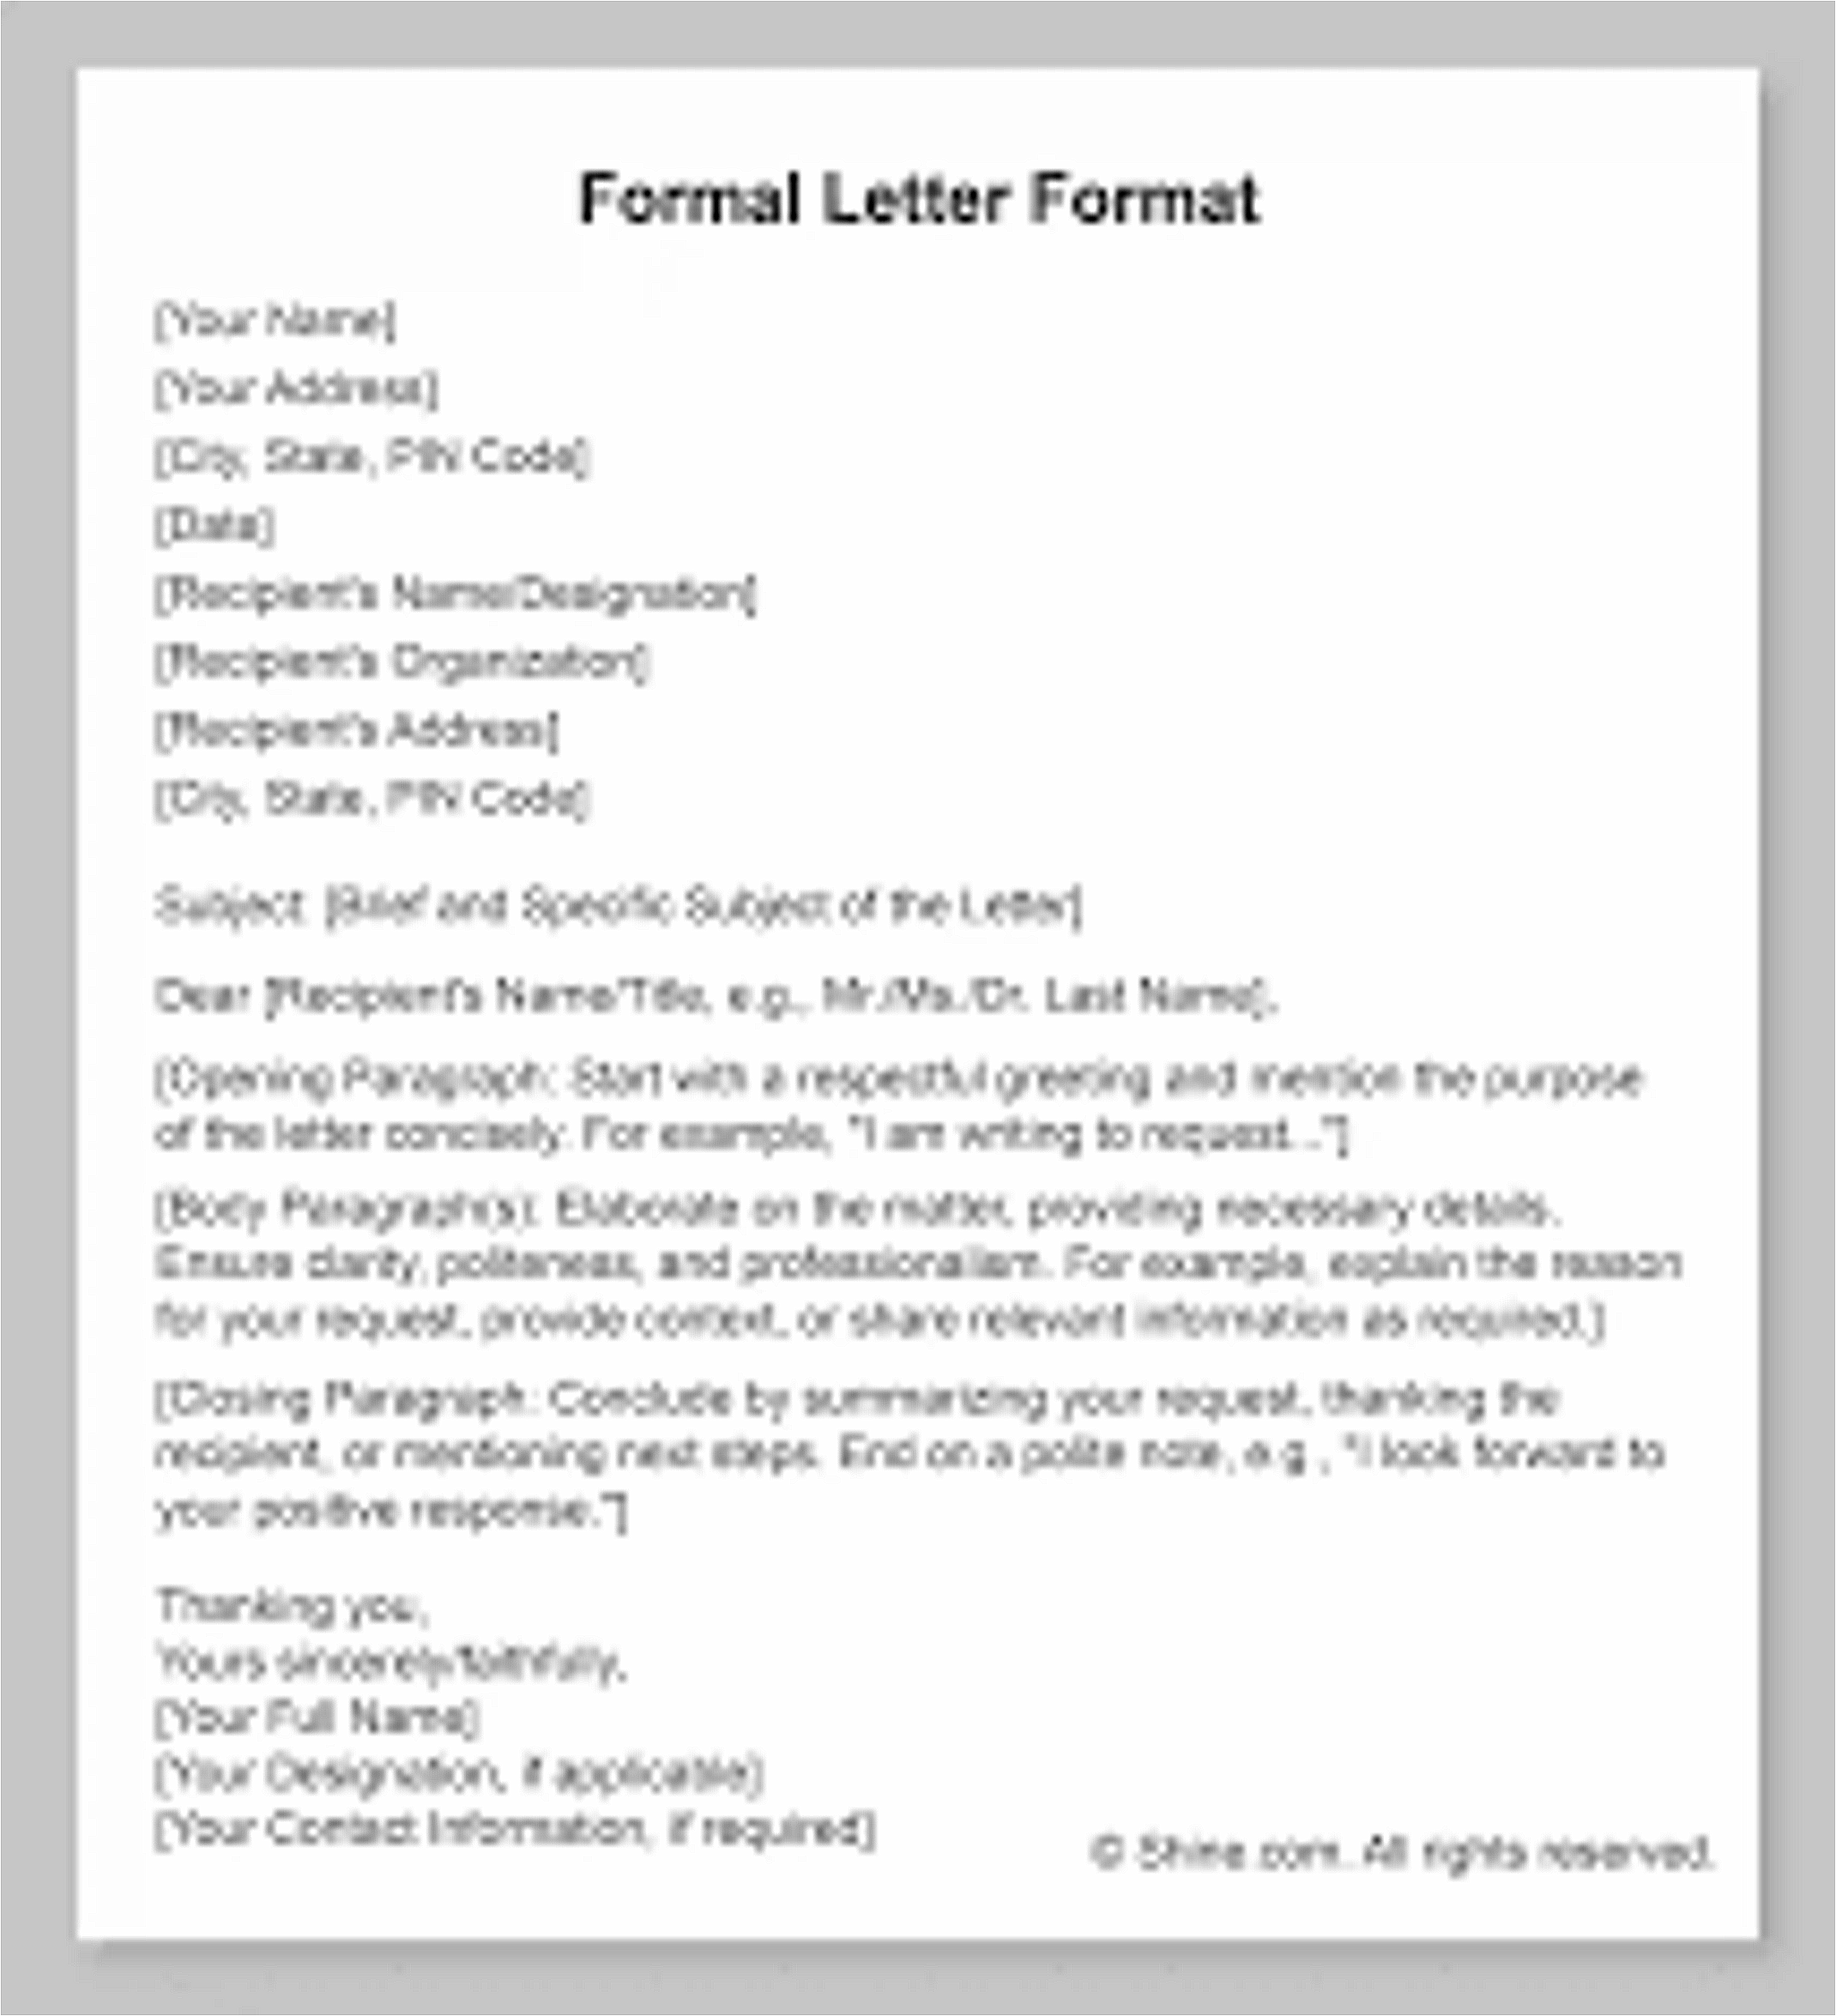 Formal Letter Format
[Your Name]
[Your Address]
[City, State, PIN Code]
[Date]
[Recipient's Name/Designation]
[Recipient's Organization]
[Recipient's Address]
[City, State, PIN Code]
Subject: [Brief and Specific Subject of the Letter]
Dear [Recipient's Name/Title, e.g., Mr./Ms./Dr. Last Name],
[Opening Paragraph: Start with a respectful greeting and mention the purpose
of the letter concisely. For example, "I am writing to request..."]
[Body Paragraph(s): Elaborate on the matter, providing necessary details.
Ensure clarity, politeness, and professionalism. For example, explain the reason
for your request, provide context, or share relevant information as required.]
[Closing Paragraph: Conclude by summarizing your request, thanking the
recipient, or mentioning next steps. End on a polite note, e.g., "I look forward to
your positive response."]
Thanking you,
Yours sincerely/faithfully,
[Your Full Name]
[Your Designation, if applicable]
[Your Contact Information, if required]
© Shine.com. All rights reserved.